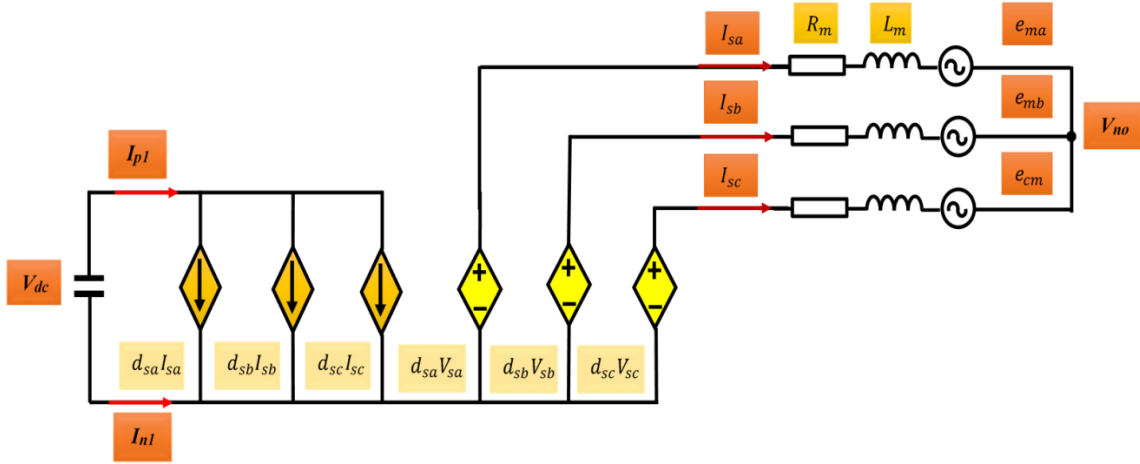 I_sa
R_m
L_m
e_ma
I_sb
e_mb
V_no
I_p1
I_sc
e_cm
V_dc
+
+
+
−
−
−
d_sa I_sa
d_sb I_sb
d_sc I_sc
d_sa V_sa
d_sb V_sb
d_sc V_sc
I_n1